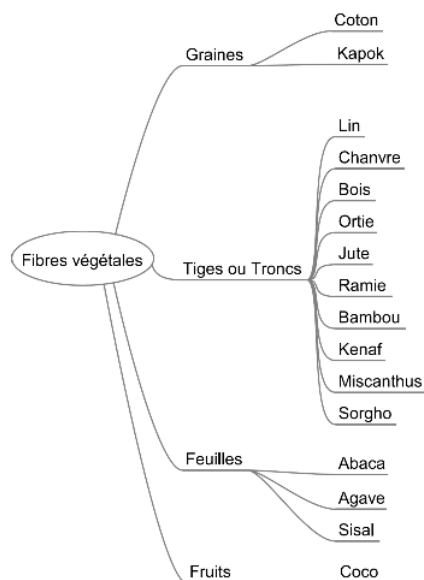 Fibres végétales
Graines
Coton
Kapok
Tiges ou Troncs
Lin
Chanvre
Bois
Ortie
Jute
Ramie
Bambou
Kenaf
Miscanthus
Sorgho
Feuilles
Abaca
Agave
Sisal
Fruits
Coco